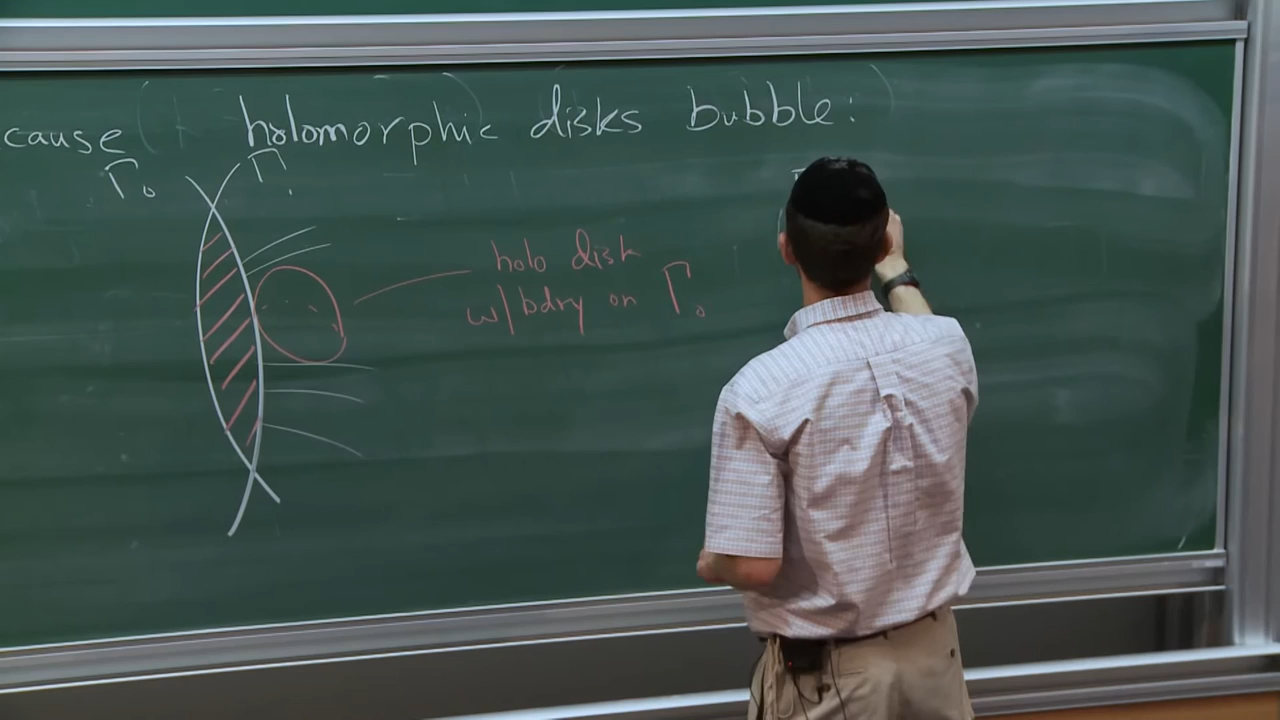 cause holomorphic disks bubble:
Γ₀ Γ₁
holo disk
w/ bdry on Γ₀